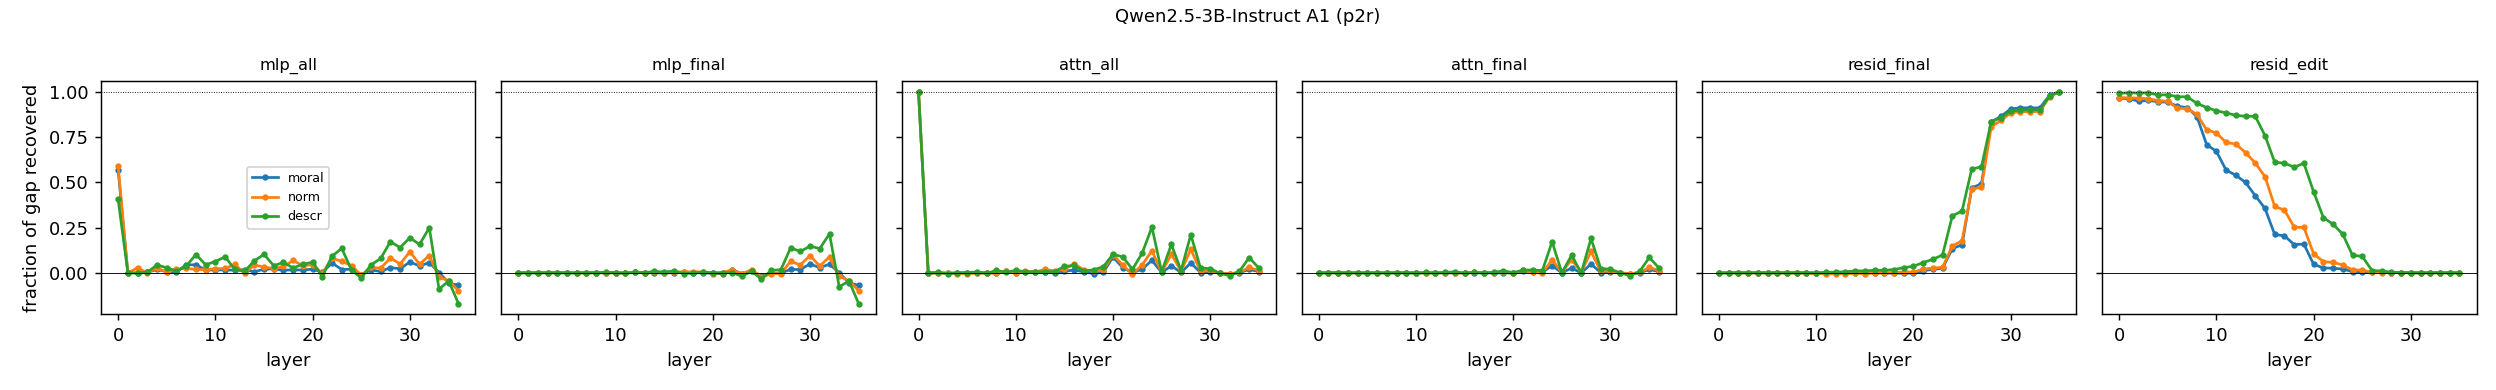 Qwen2.5-3B-Instruct A1 (p2r)
mlp_all mlp_final attn_all attn_final resid_final resid_edit
fraction of gap recovered
1.00
0.75
0.50
0.25
0.00
moral
norm
descr
0 10 20 30 0 10 20 30 0 10 20 30 0 10 20 30 0 10 20 30 0 10 20 30
layer layer layer layer layer layer